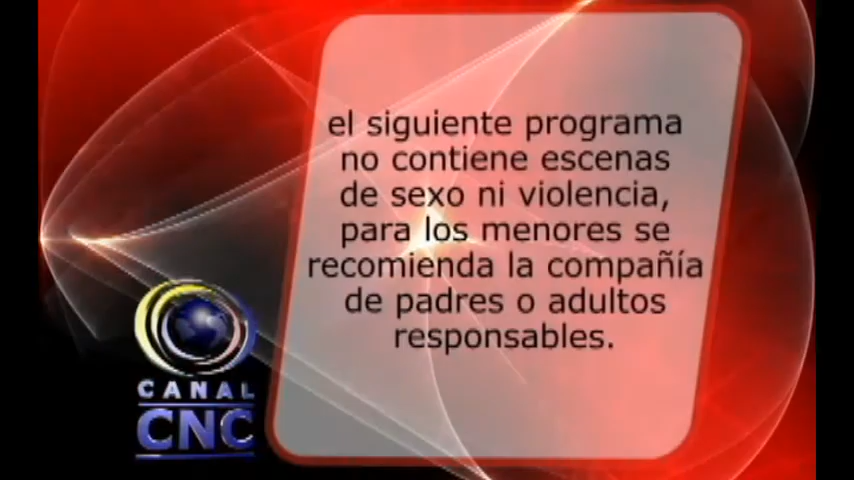 el siguiente programa
no contiene escenas
de sexo ni violencia,
para los menores se
recomienda la compañía
de padres o adultos
responsables.
CANAL
CNC